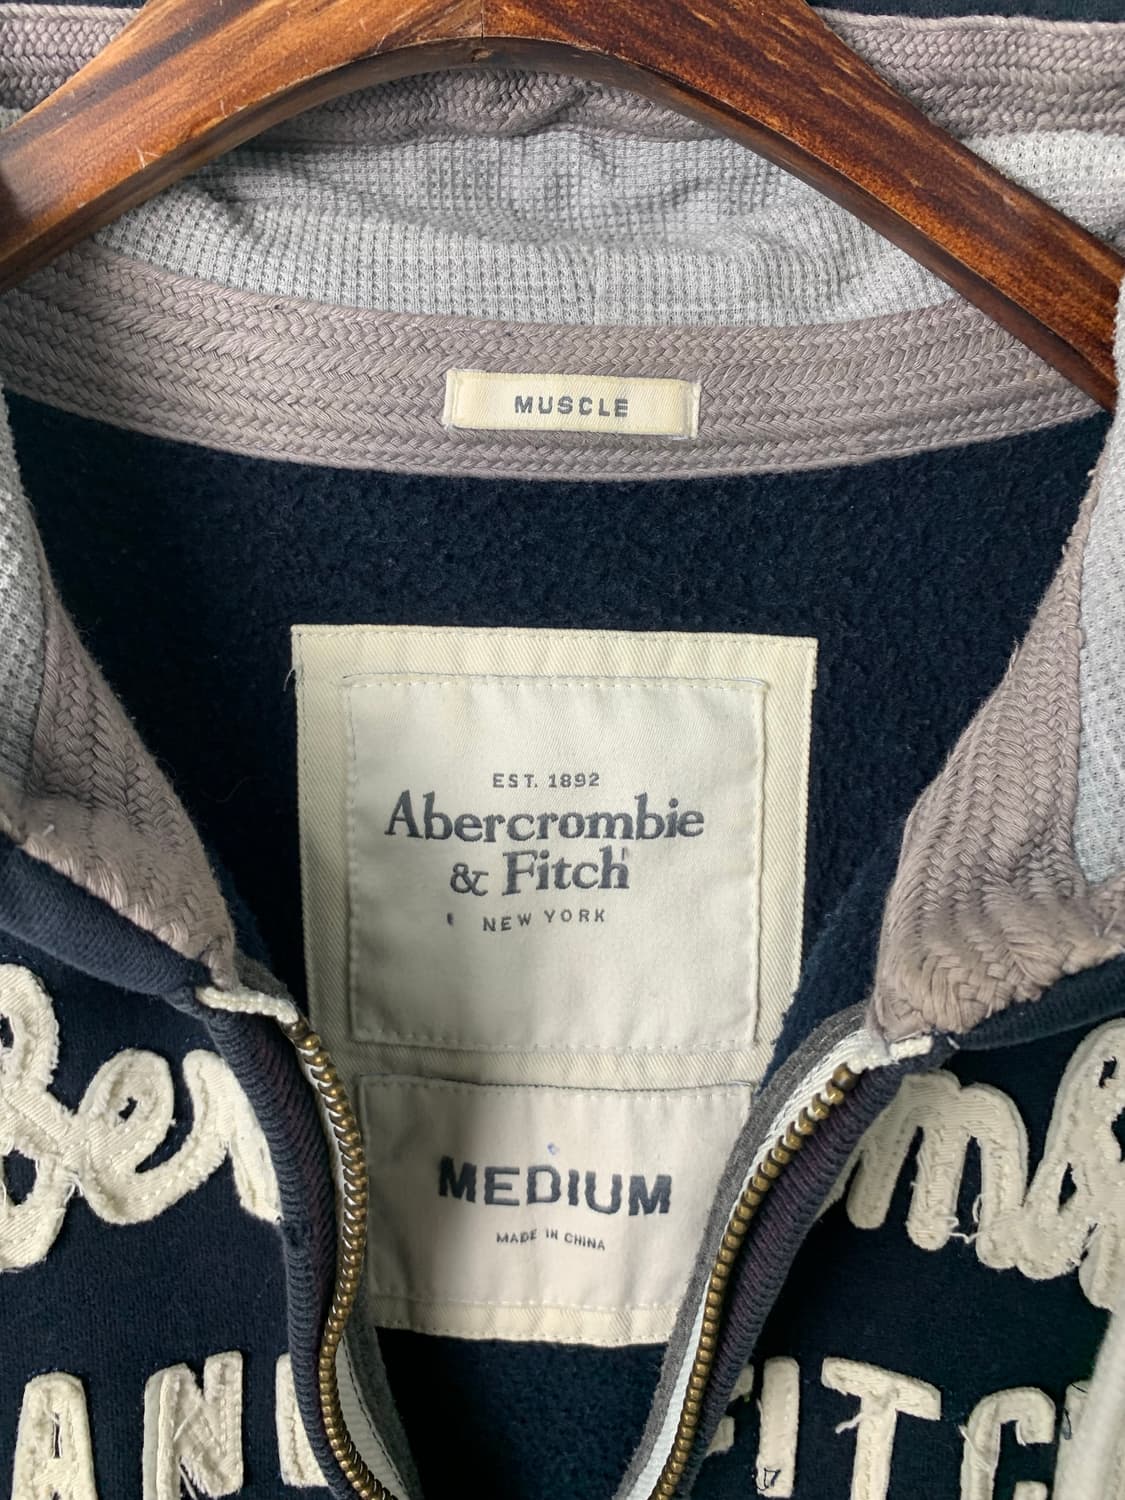 MUSCLE
EST. 1892
Abercrombie
& Fitch
NEW YORK
MEDIUM
MADE IN CHINA